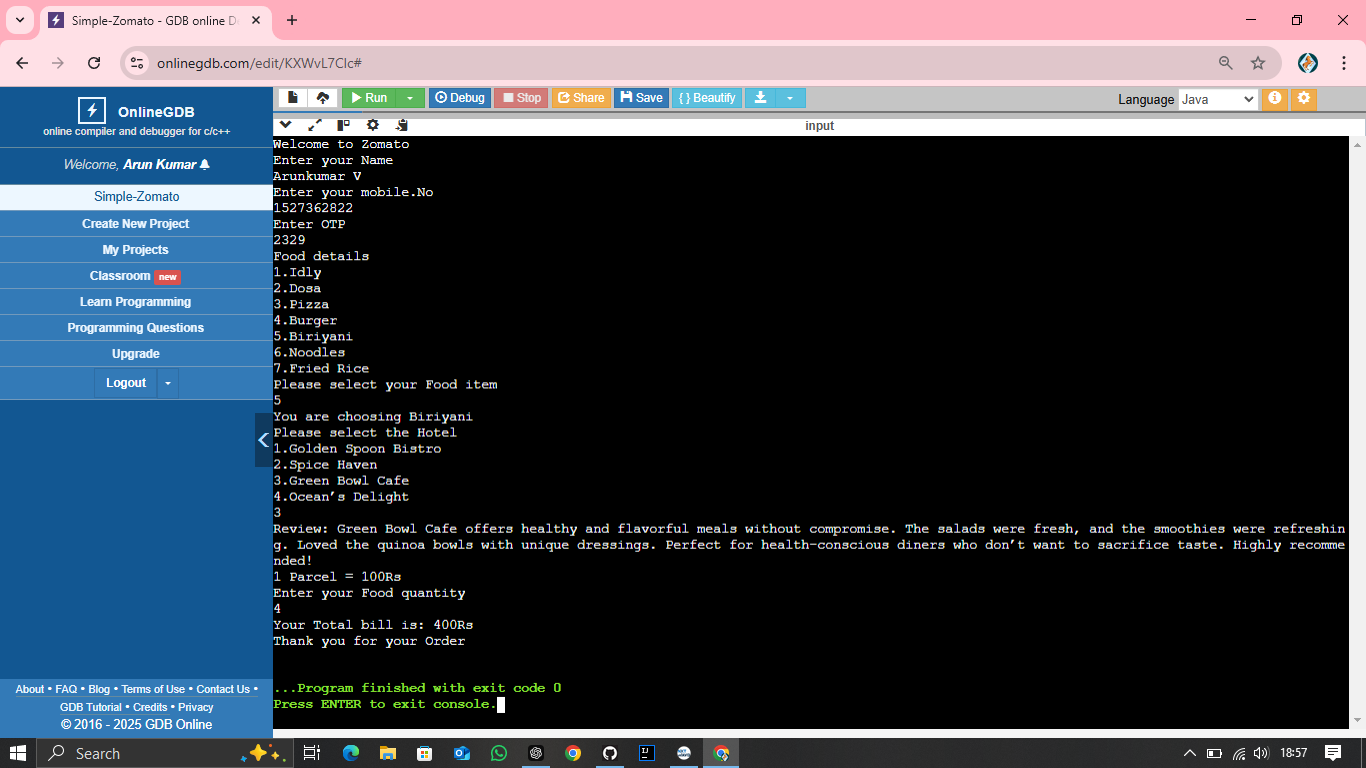 Simple-Zomato - GDB online De
onlinegdb.com/edit/KXWvL7Clc#
OnlineGDB
online compiler and debugger for c/c++
Welcome, Arun Kumar
Simple-Zomato
Create New Project
My Projects
Classroom new
Learn Programming
Programming Questions
Upgrade
Logout
About • FAQ • Blog • Terms of Use • Contact Us •
GDB Tutorial • Credits • Privacy
© 2016 - 2025 GDB Online
Run Debug Stop Share Save { } Beautify Language Java
input
Welcome to Zomato
Enter your Name
Arunkumar V
Enter your mobile.No
1527362822
Enter OTP
2329
Food details
1.Idly
2.Dosa
3.Pizza
4.Burger
5.Biriyani
6.Noodles
7.Fried Rice
Please select your Food item
5
You are choosing Biriyani
Please select the Hotel
1.Golden Spoon Bistro
2.Spice Haven
3.Green Bowl Cafe
4.Ocean’s Delight
3
Review: Green Bowl Cafe offers healthy and flavorful meals without compromise. The salads were fresh, and the smoothies were refreshin
g. Loved the quinoa bowls with unique dressings. Perfect for health-conscious diners who don’t want to sacrifice taste. Highly recomme
nded!
1 Parcel = 100Rs
Enter your Food quantity
4
Your Total bill is: 400Rs
Thank you for your Order
...Program finished with exit code 0
Press ENTER to exit console.
Search
18:57